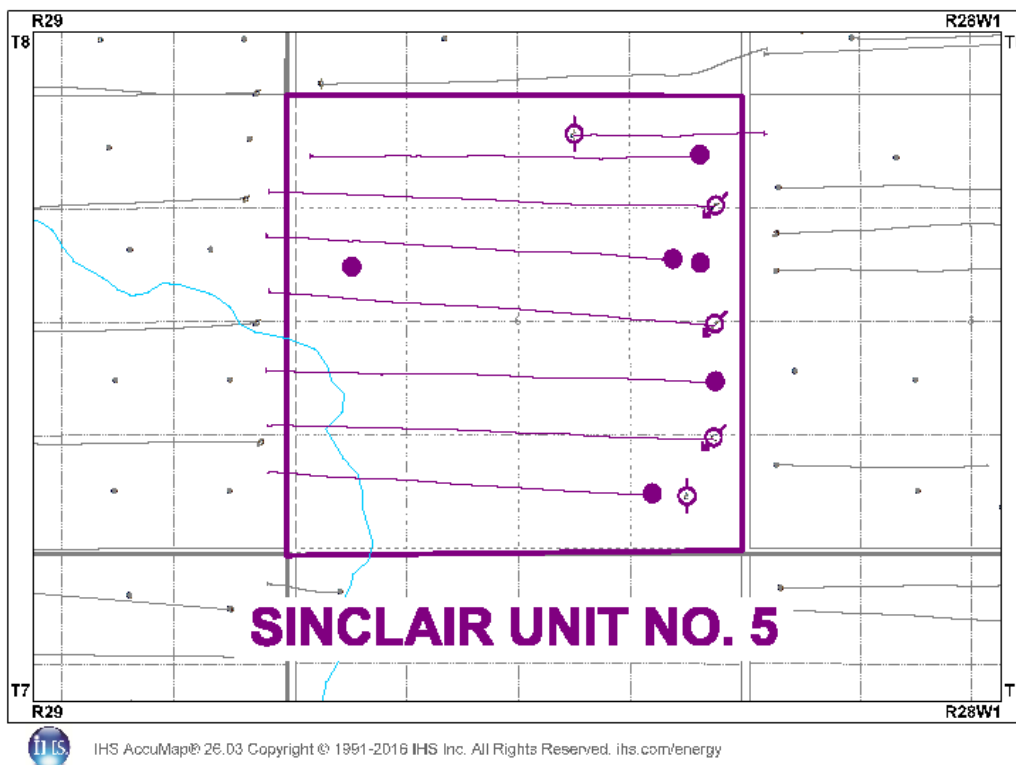 R29 R28W1
T8 T
SINCLAIR UNIT NO. 5
T7 T
R29 R28W1
IHS IHS AccuMap® 26.03 Copyright © 1991-2016 IHS Inc. All Rights Reserved. ihs.com/energy